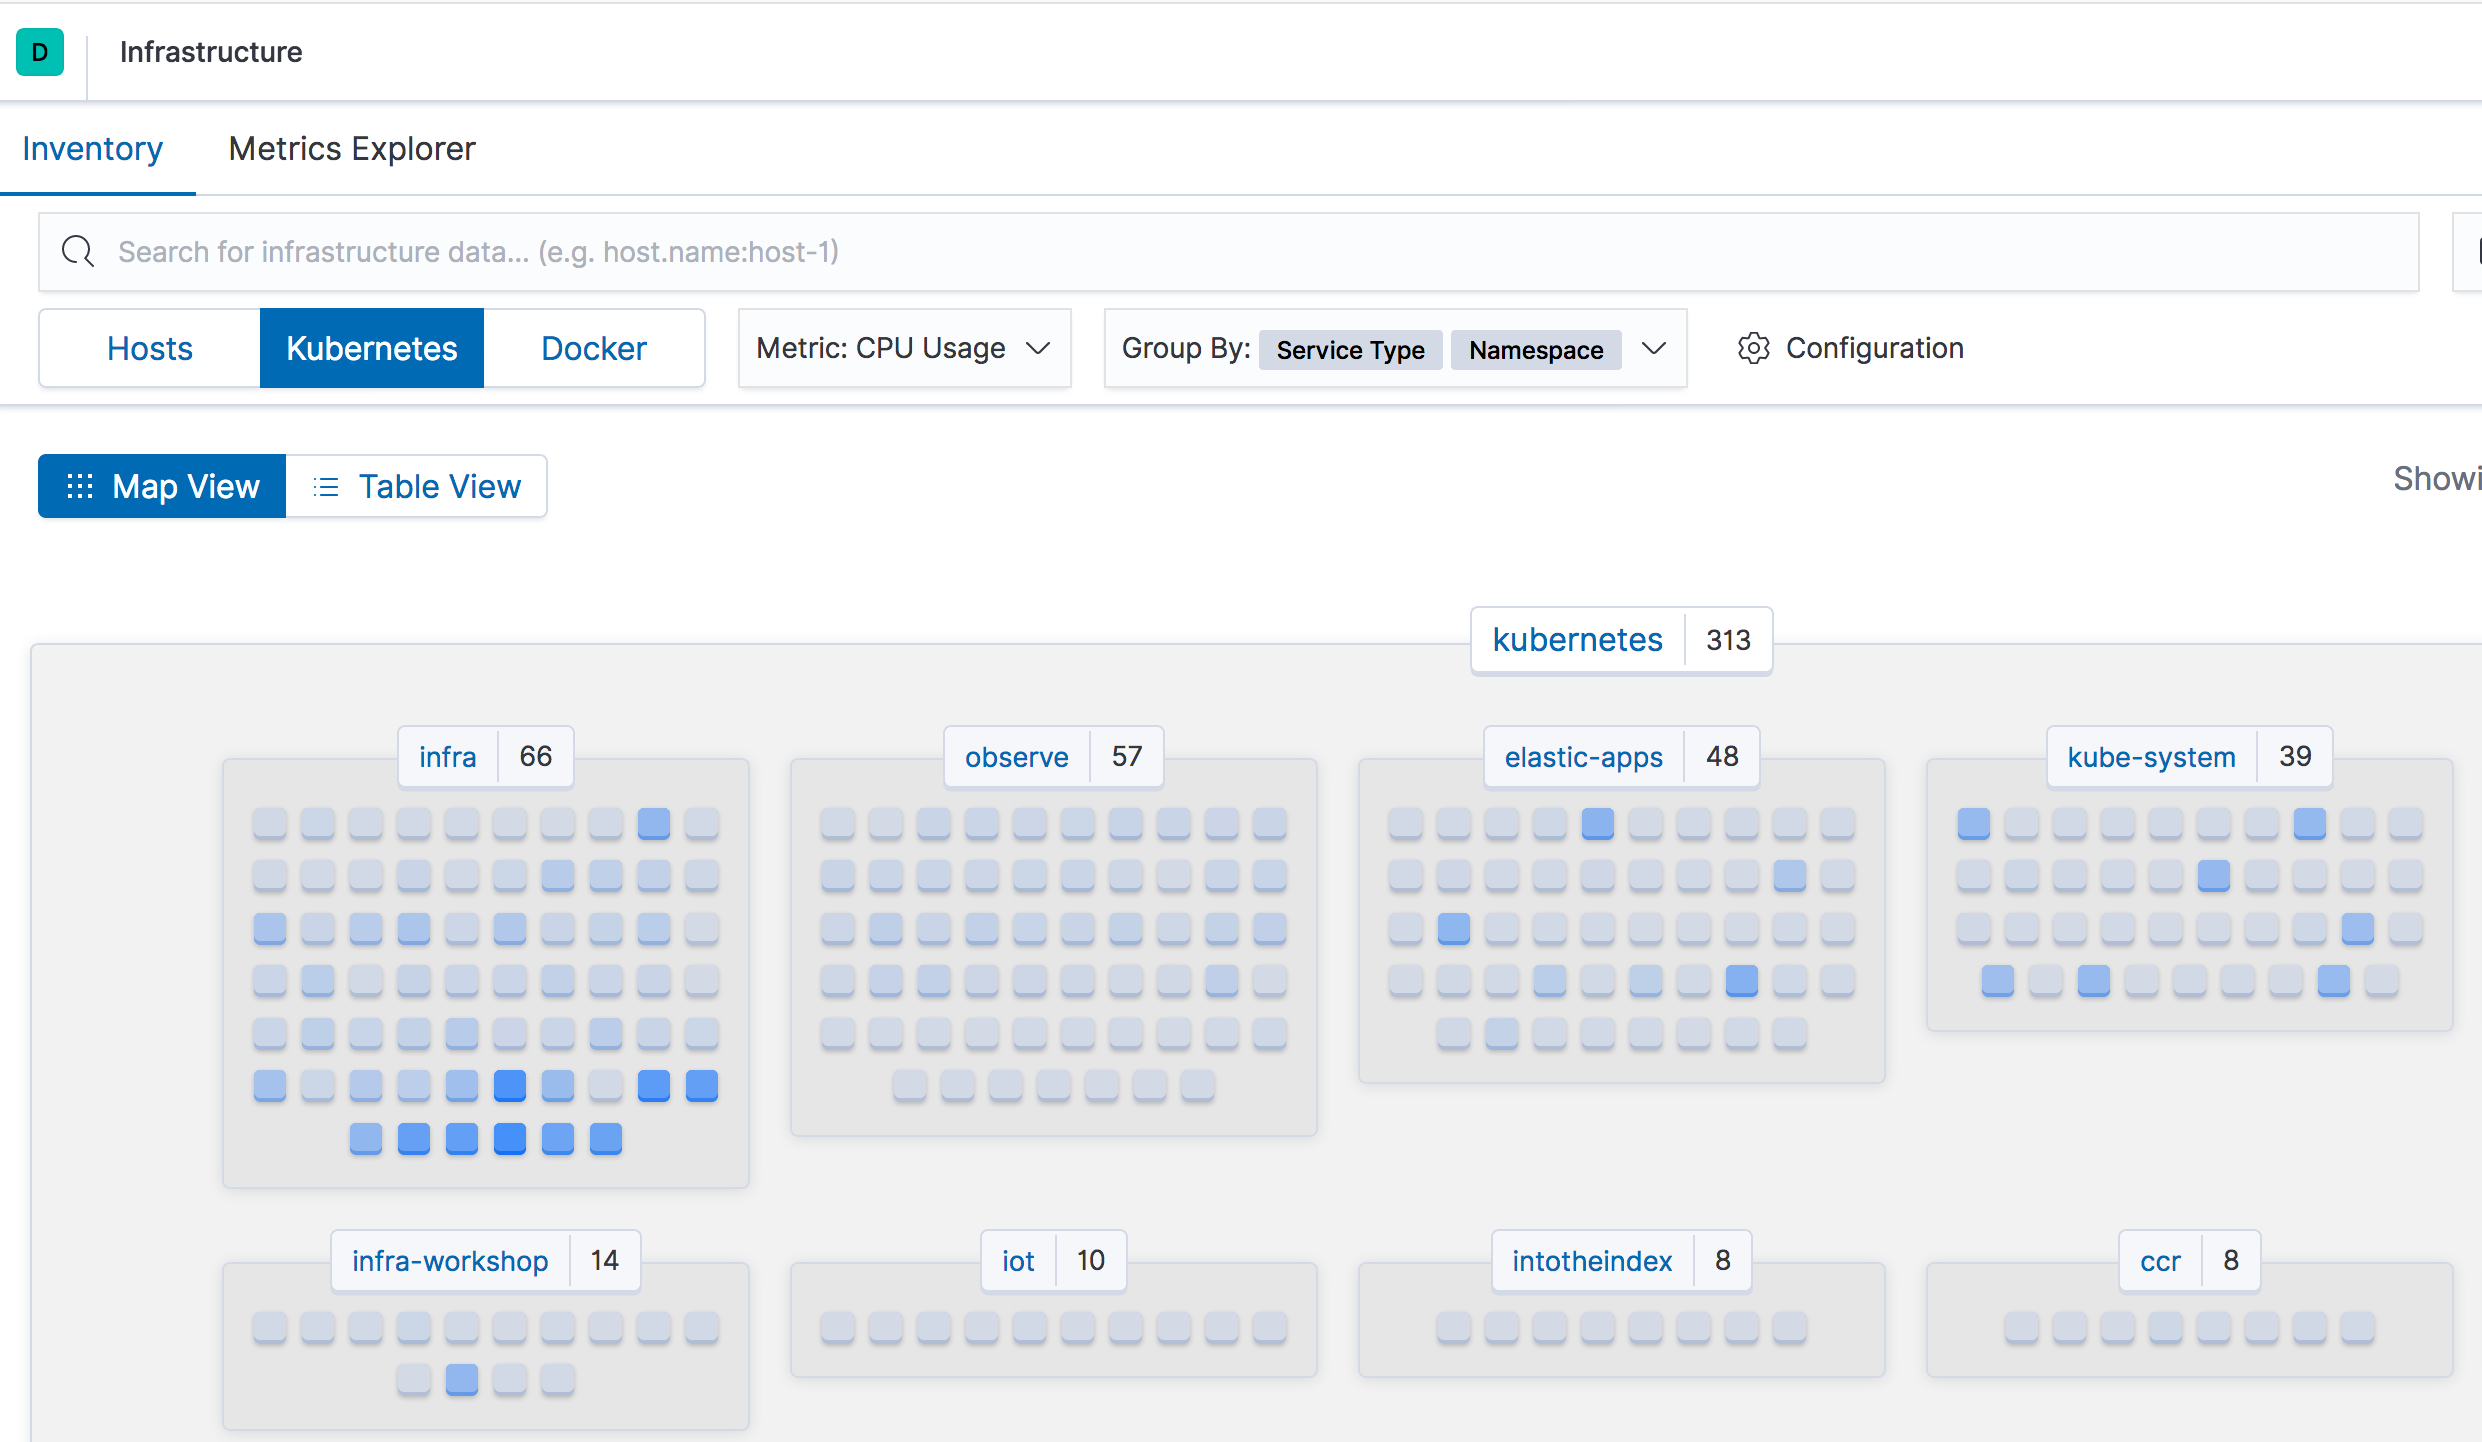 D Infrastructure
Inventory Metrics Explorer
Search for infrastructure data... (e.g. host.name:host-1)
Hosts Kubernetes Docker Metric: CPU Usage Group By: Service Type Namespace Configuration
Map View Table View
kubernetes 313
infra 66 observe 57 elastic-apps 48 kube-system 39
infra-workshop 14 iot 10 intotheindex 8 ccr 8